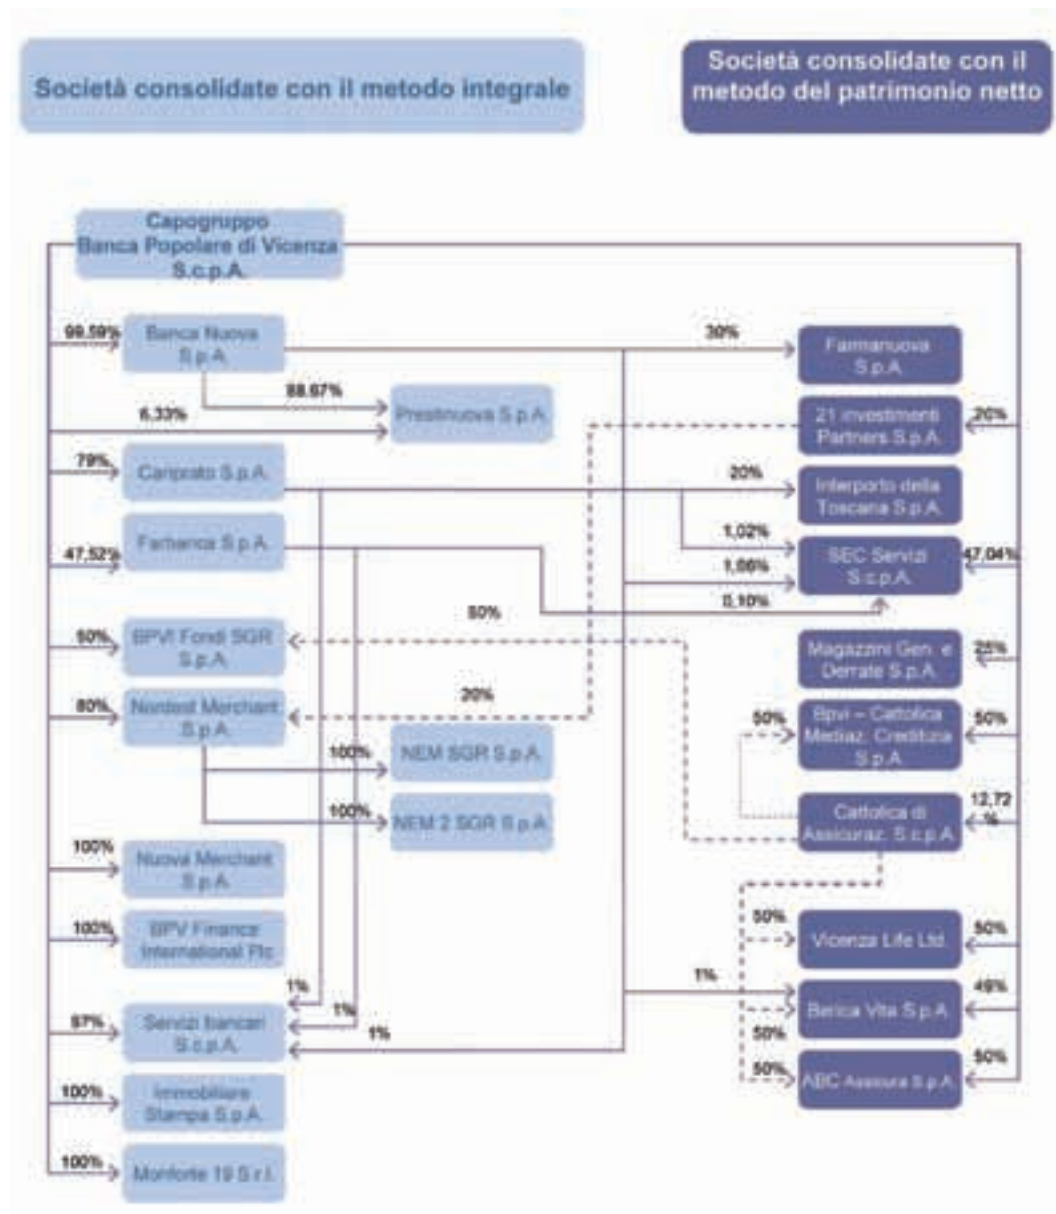 Società consolidate con il metodo integrale
Società consolidate con il
metodo del patrimonio netto
Capogruppo
Banca Popolare di Vicenza
S.c.p.A.
99,59%
Banca Nuova
S.p.A.
30%
Farmanuova
S.p.A.
88,67%
6,33%
Prestinuova S.p.A.
21 investimenti
Partners S.p.A.
20%
79%
Cariprato S.p.A.
20%
Interporto della
Toscana S.p.A.
47,52%
Farbanca S.p.A.
1,02%
1,06%
0,10%
SEC Servizi
S.c.p.A.
47,04%
50%
BPVI Fondi SGR
S.p.A.
50%
Magazzini Gen. e
Derrate S.p.A.
25%
80%
Nordest Merchant
S.p.A.
20%
50%
Bpvi – Cattolica
Mediaz. Creditizia
S.p.A.
50%
100%
NEM SGR S.p.A.
100%
NEM 2 SGR S.p.A.
Cattolica di
Assicuraz. S.c.p.A
12,72
%
100%
Nuova Merchant
S.p.A.
100%
BPV Finance
International Plc
50%
Vicenza Life Ltd.
50%
1%
1%
1%
97%
Servizi bancari
S.c.p.A.
1%
Berica Vita S.p.A
49%
50%
50%
ABC Assicura S.p.A.
50%
100%
Immobiliare
Stampa S.p.A.
100%
Monforte 19 S.r.l.